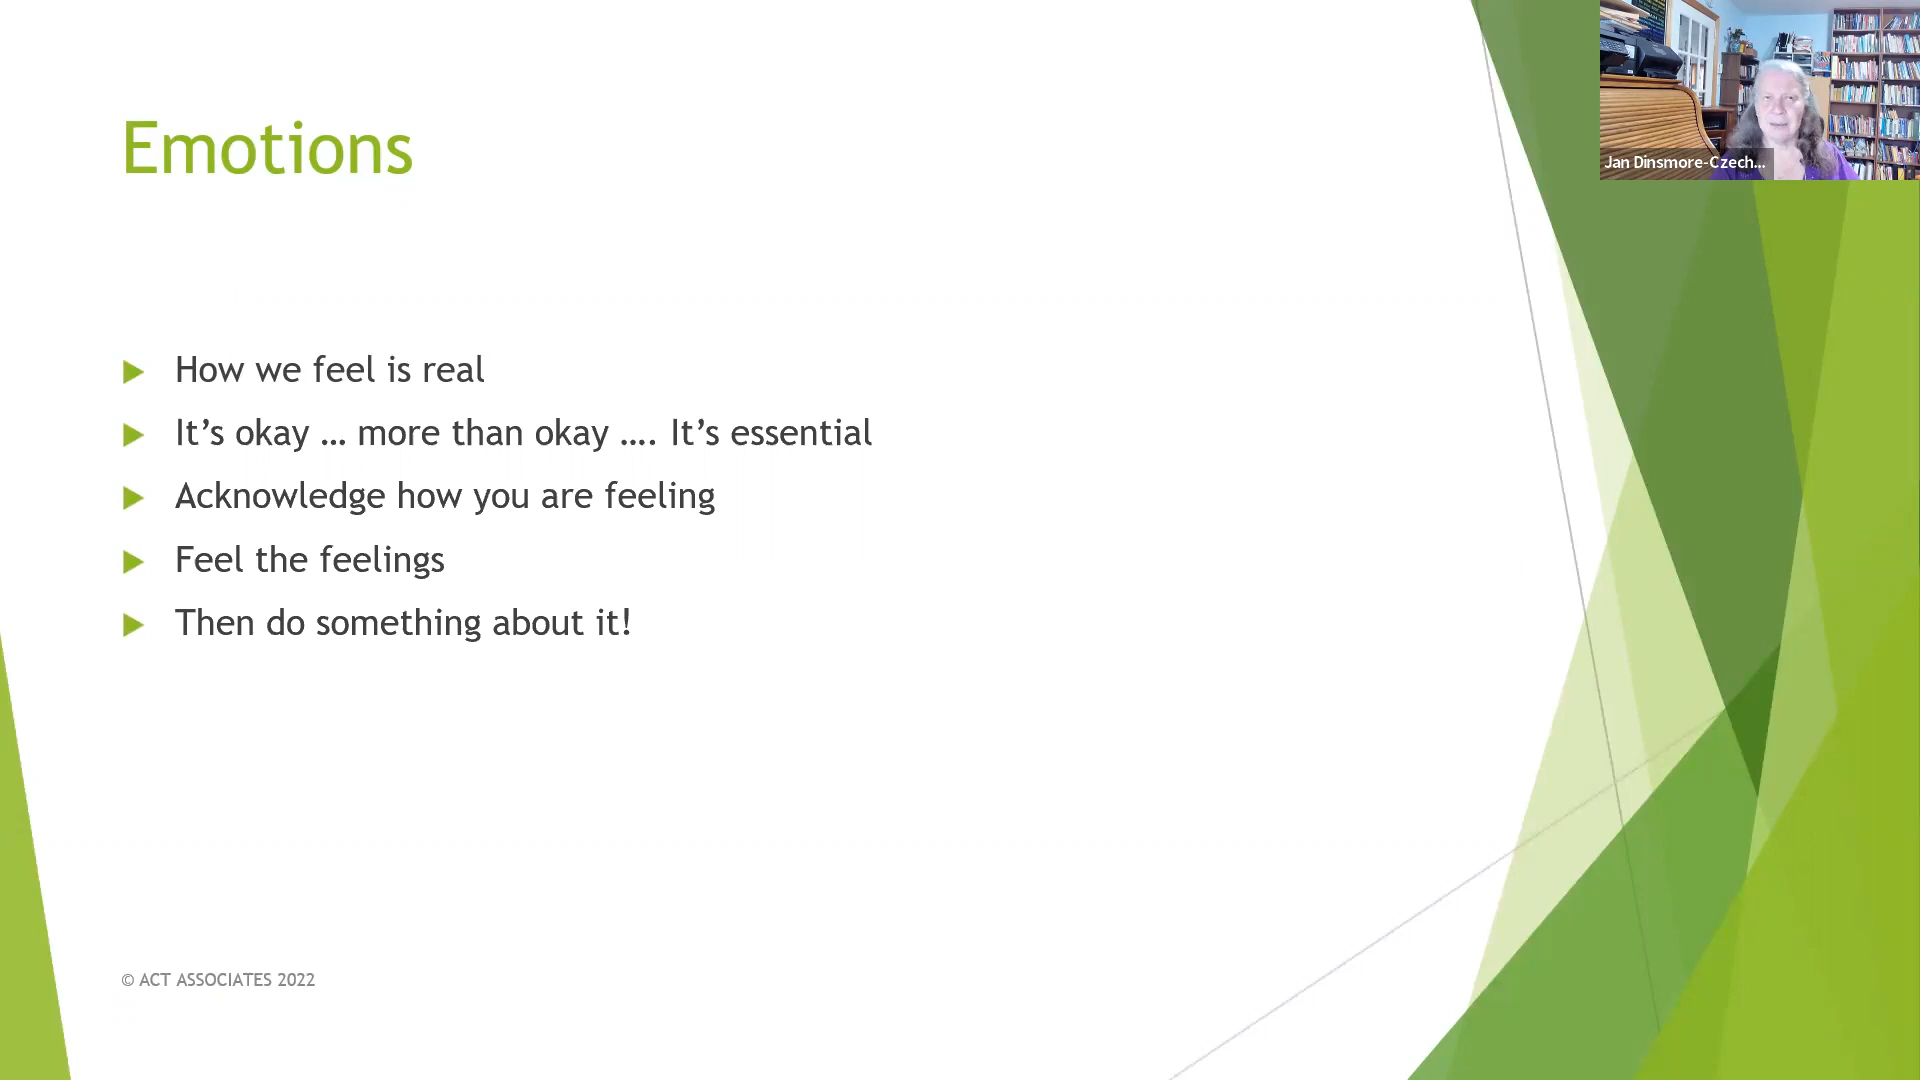 Emotions
How we feel is real
It’s okay … more than okay …. It’s essential
Acknowledge how you are feeling
Feel the feelings
Then do something about it!
© ACT ASSOCIATES 2022
Jan Dinsmore-Czech...